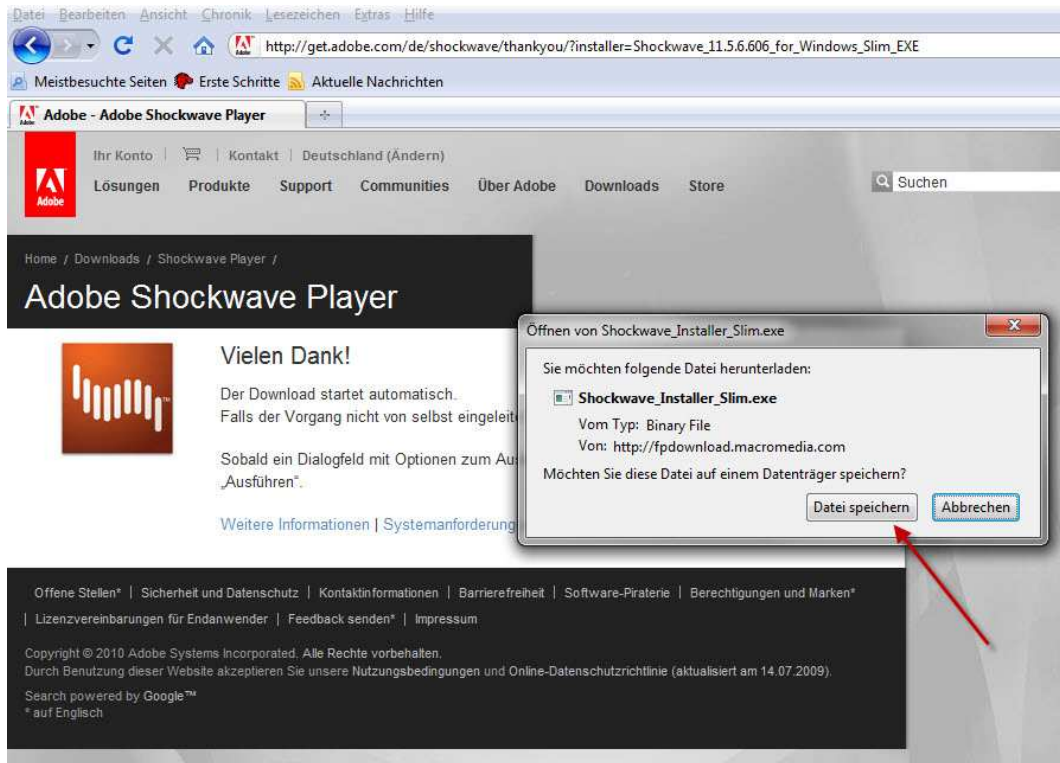 Datei Bearbeiten Ansicht Chronik Lesezeichen Extras Hilfe
http://get.adobe.com/de/shockwave/thankyou/?installer=Shockwave_11.5.6.606_for_Windows_Slim_EXE
Meistbesuchte Seiten Erste Schritte Aktuelle Nachrichten
Adobe - Adobe Shockwave Player
Ihr Konto | | Kontakt | Deutschland (Ändern)
Adobe
Lösungen Produkte Support Communities Über Adobe Downloads Store
Suchen
Home / Downloads / Shockwave Player /
Adobe Shockwave Player
Vielen Dank!
Der Download startet automatisch.
Falls der Vorgang nicht von selbst
Sobald ein Dialogfeld mit Optionen zum
„Ausführen“.
Weitere Informationen |
Öffnen von Shockwave_Installer_Slim.exe
Sie möchten folgende Datei herunterladen:
Shockwave_Installer_Slim.exe
Vom Typ: Binary File
Von: http://fpdownload.macromedia.com
Möchten Sie diese Datei auf einem Datenträger speichern?
Datei speichern Abbrechen
Offene Stellen* | Sicherheit und Datenschutz | Kontaktinformationen | Barrierefreiheit | Software-Piraterie | Berechtigungen und Marken*
| Lizenzvereinbarungen für Endanwender | Feedback senden* | Impressum
Copyright © 2010 Adobe Systems Incorporated. Alle Rechte vorbehalten.
Durch Benutzung dieser Website akzeptieren Sie unsere Nutzungsbedingungen und Online-Datenschutzrichtlinie (aktualisiert am 14.07.2009).
Search powered by Google™
* auf Englisch